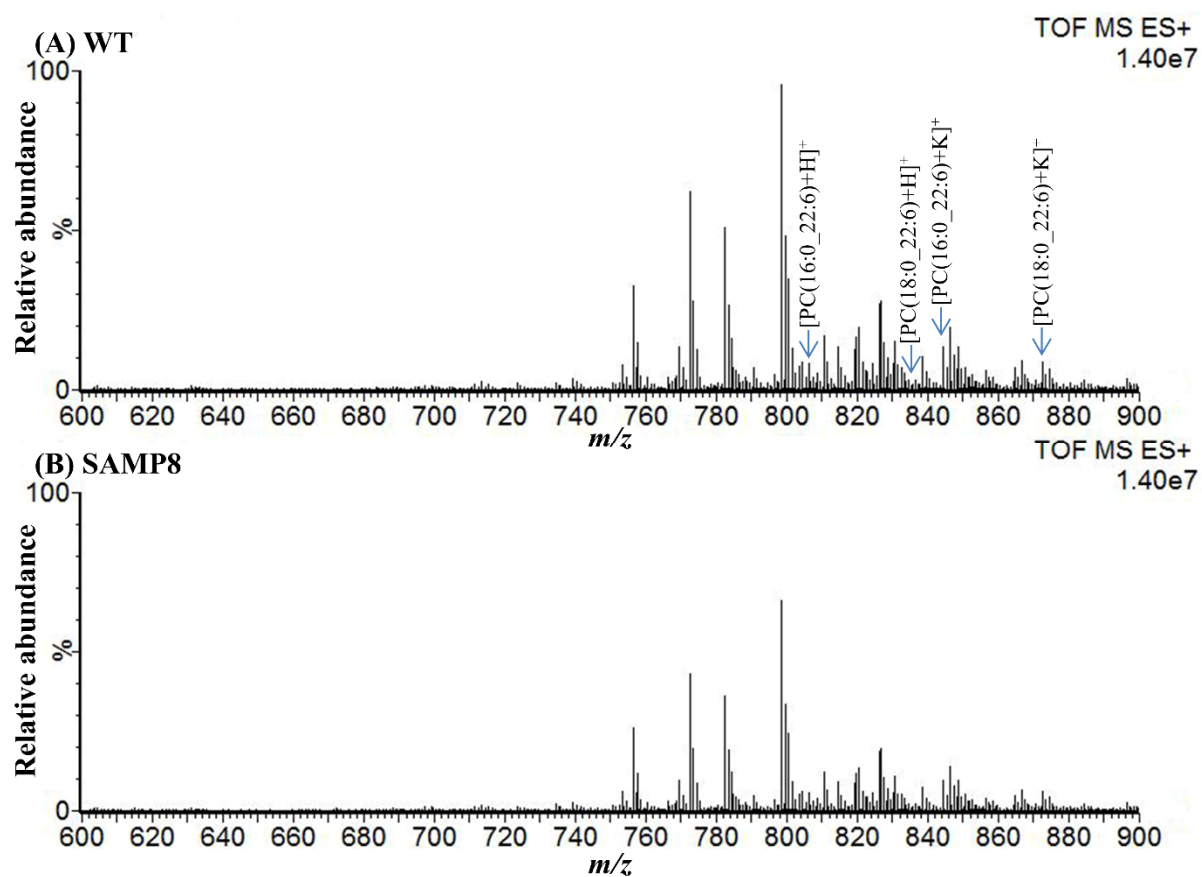 (A) WT
TOF MS ES+
1.40e7
100
Relative abundance
%
0
[PC(16:0_22:6)+H]⁺
[PC(18:0_22:6)+H]⁺
[PC(16:0_22:6)+K]⁺
[PC(18:0_22:6)+K]⁺
600 620 640 660 680 700 720 740 760 780 800 820 840 860 880 900
m/z
(B) SAMP8
TOF MS ES+
1.40e7
100
Relative abundance
%
0
600 620 640 660 680 700 720 740 760 780 800 820 840 860 880 900
m/z